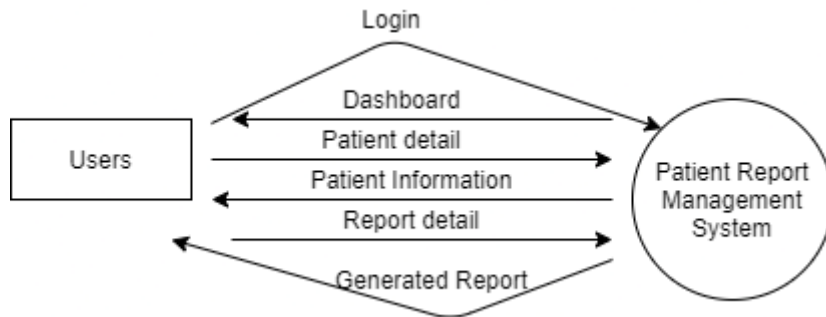 Login
Dashboard
Users
Patient detail
Patient Information
Report detail
Generated Report
Patient Report
Management
System